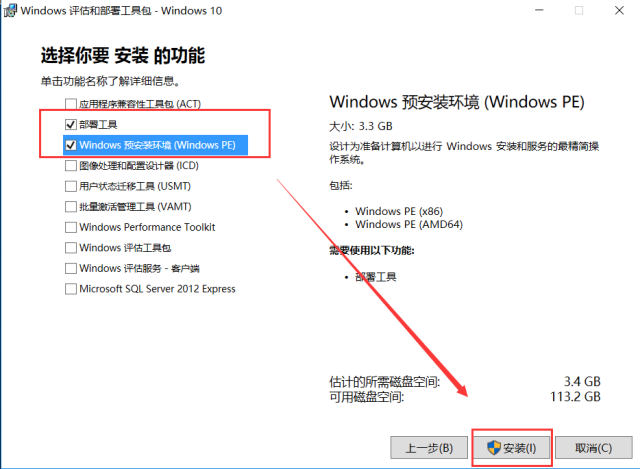 Windows 评估和部署工具包 - Windows 10
选择你要 安装 的功能
单击功能名称了解详细信息。
应用程序兼容性工具包 (ACT)
部署工具
Windows 预安装环境 (Windows PE)
图像处理和配置设计器 (ICD)
用户状态迁移工具 (USMT)
批量激活管理工具 (VAMT)
Windows Performance Toolkit
Windows 评估工具包
Windows 评估服务 - 客户端
Microsoft SQL Server 2012 Express
Windows 预安装环境 (Windows PE)
大小: 3.3 GB
设计为准备计算机以进行 Windows 安装和服务的最精简操
作系统。
包括:
• Windows PE (x86)
• Windows PE (AMD64)
需要使用以下功能:
• 部署工具
估计的所需磁盘空间: 3.4 GB
可用磁盘空间: 113.2 GB
上一步(B) 安装(I) 取消(C)